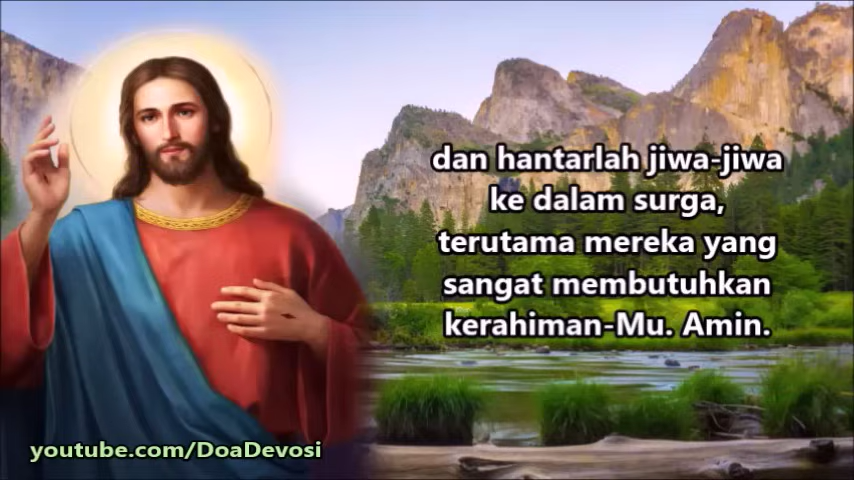 dan hantarlah jiwa-jiwa
ke dalam surga,
terutama mereka yang
sangat membutuhkan
kerahiman-Mu. Amin.
youtube.com/DoaDevosi